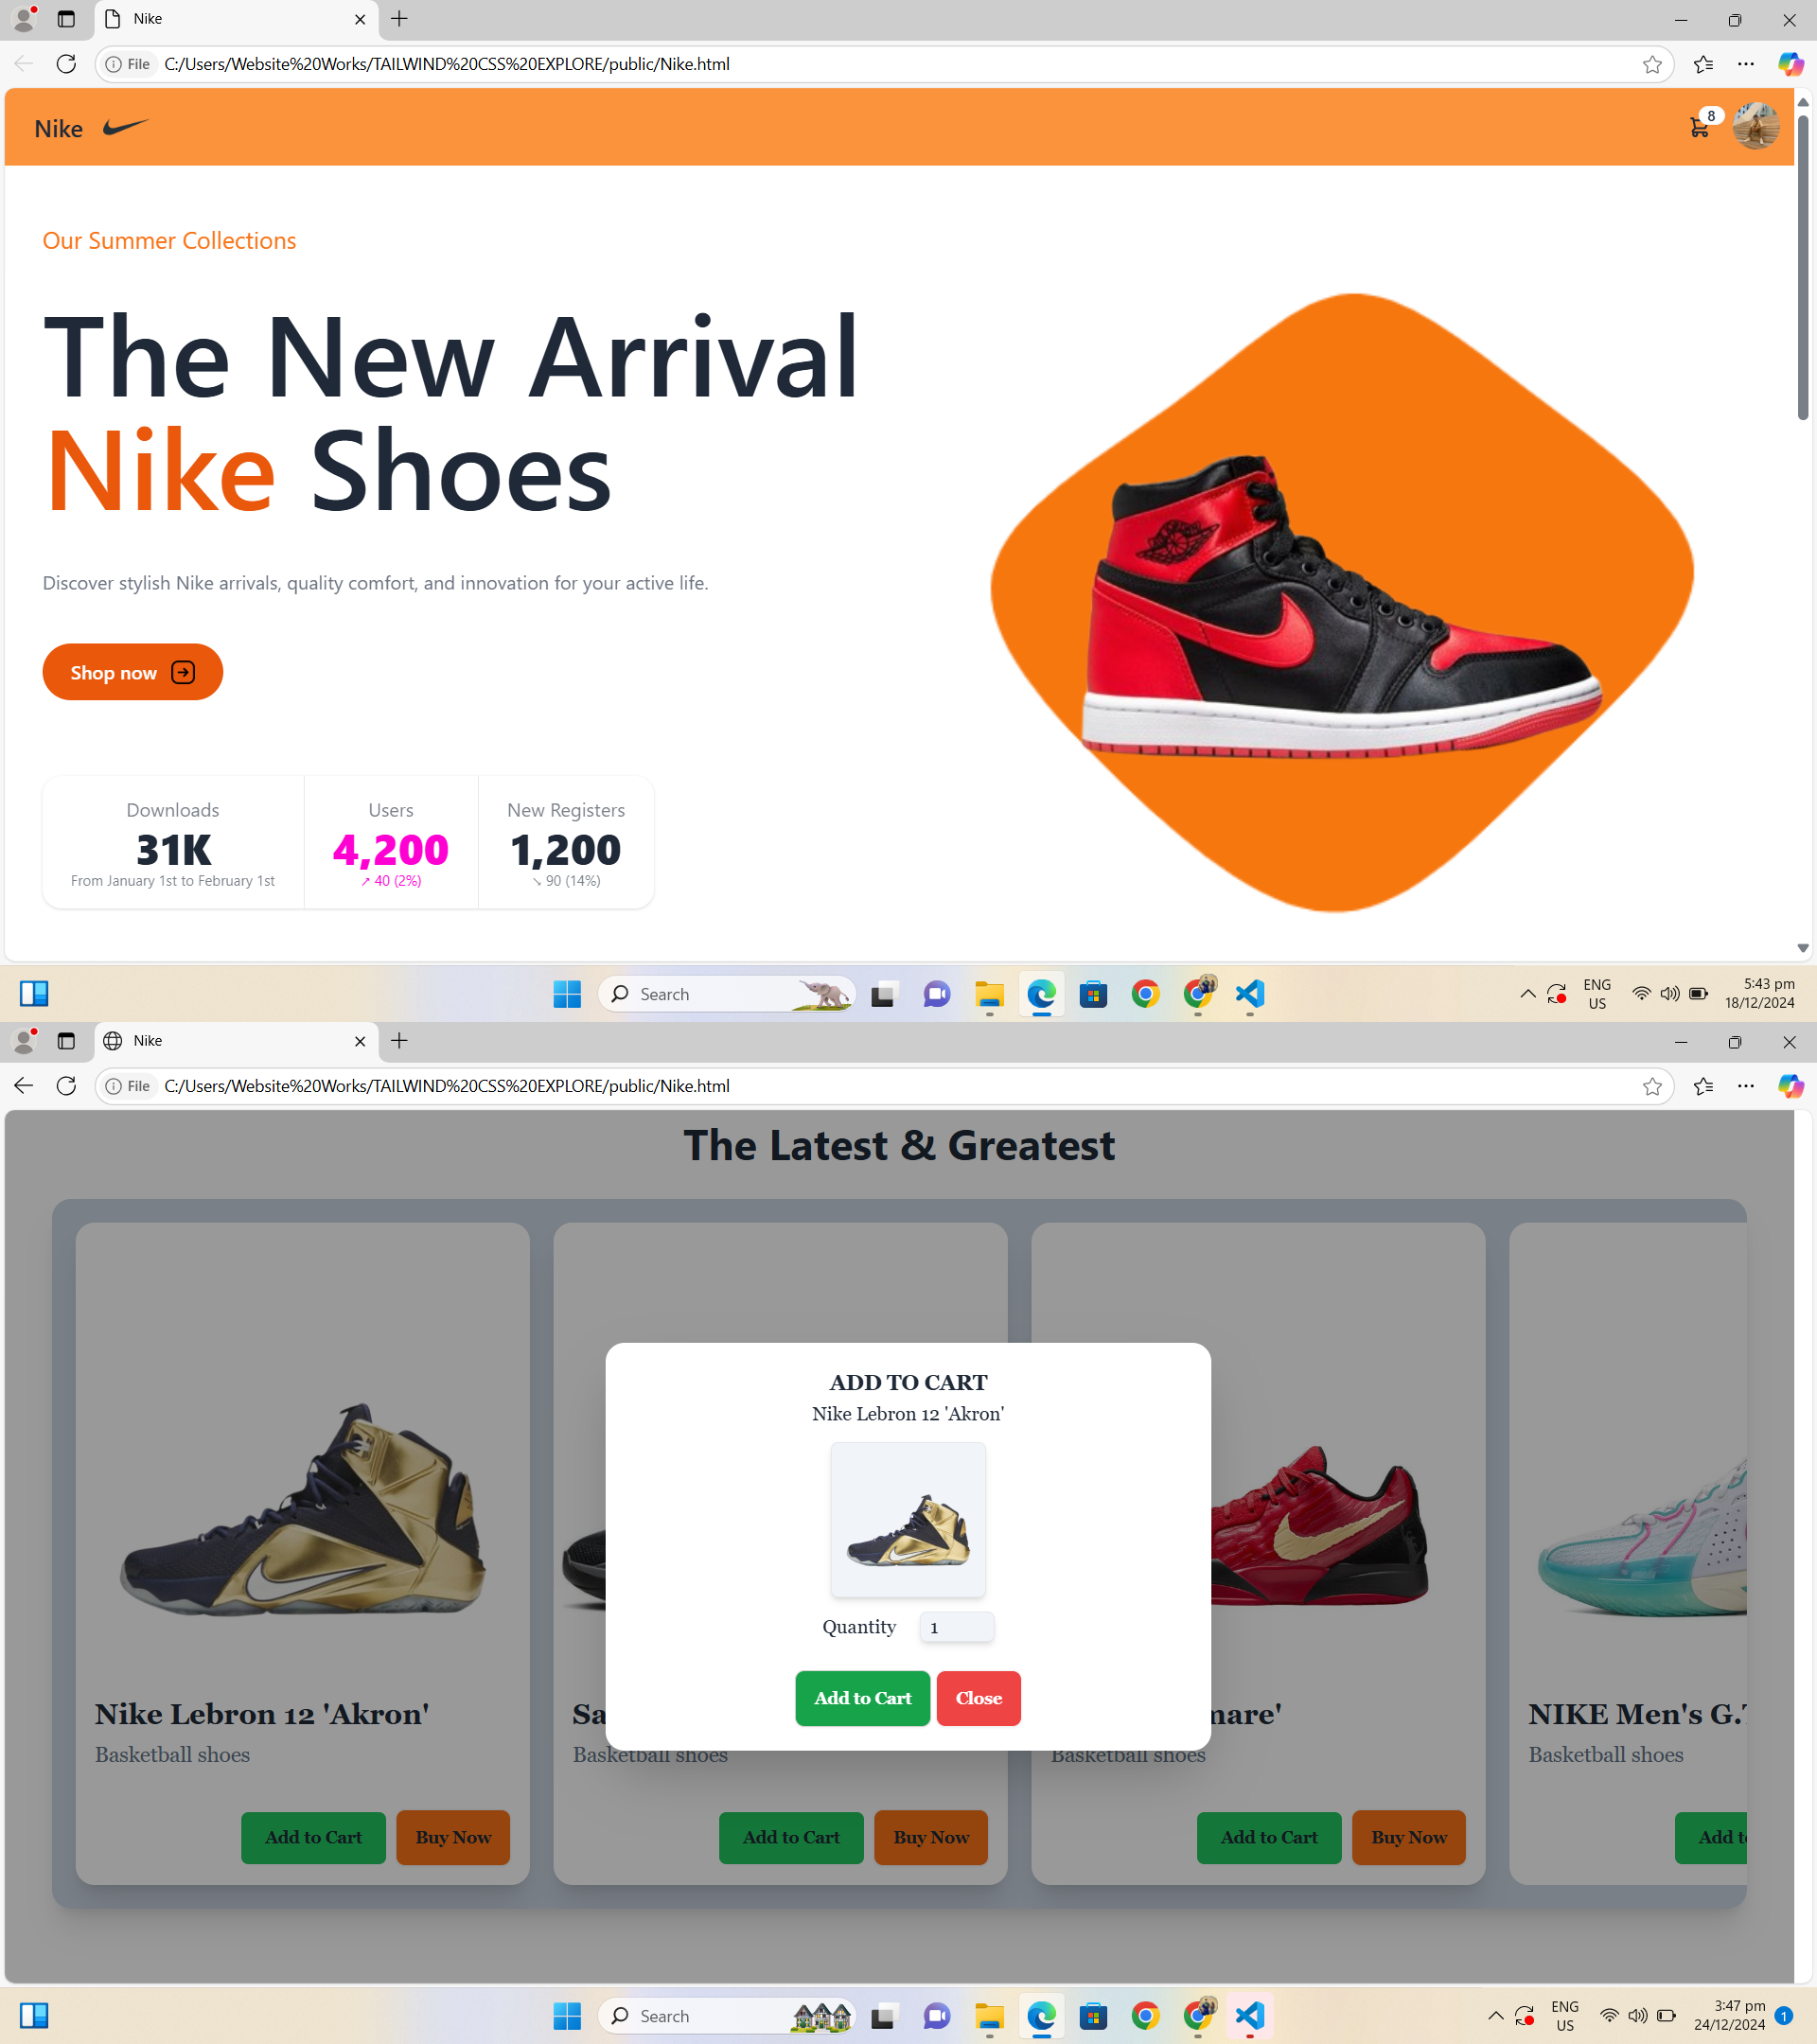 Nike
File C:/Users/Website%20Works/TAILWIND%20CSS%20EXPLORE/public/Nike.html
Nike 8
Our Summer Collections
The New Arrival
Nike Shoes
Discover stylish Nike arrivals, quality comfort, and innovation for your active life.
Shop now
Downloads Users New Registers
31K 4,200 1,200
From January 1st to February 1st ↗︎ 40 (2%) ↘︎ 90 (14%)
Search
ENG 5:43 pm
US 18/12/2024
Nike
File C:/Users/Website%20Works/TAILWIND%20CSS%20EXPLORE/public/Nike.html
The Latest & Greatest
ADD TO CART
Nike Lebron 12 'Akron'
Quantity 1
Add to Cart Close
Nike Lebron 12 'Akron' Sa mare' NIKE Men's G.T
Basketball shoes Basketball shoes Basketball shoes Basketball shoes
Add to Cart Buy Now Add to Cart Buy Now Add to Cart Buy Now Add to
Search
ENG 3:47 pm 1
US 24/12/2024